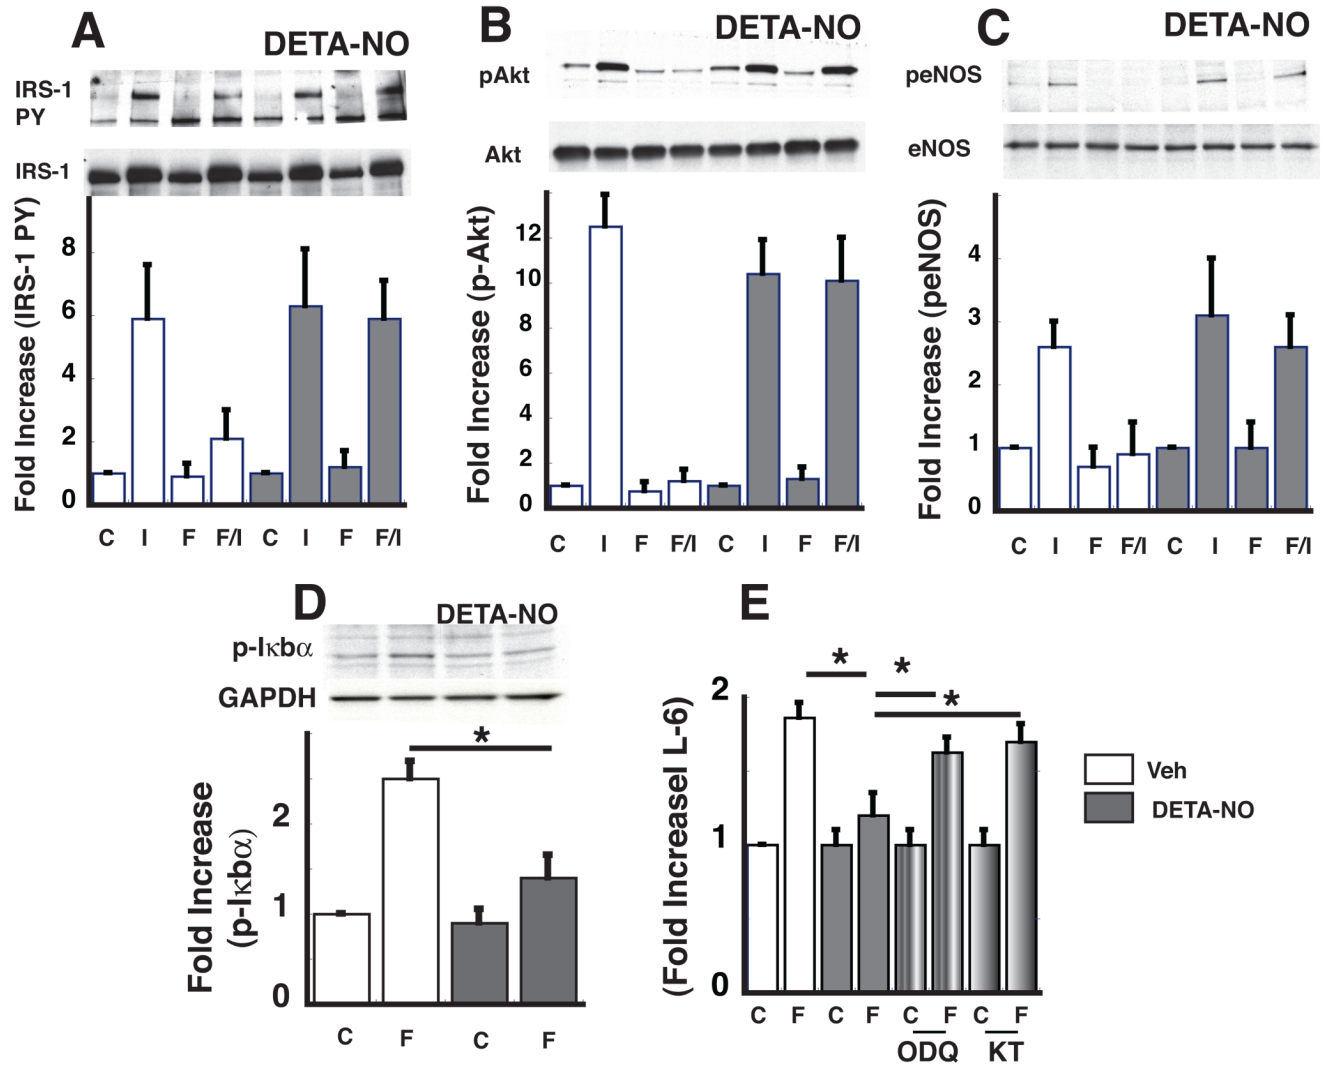 A
DETA-NO
IRS-1
PY
IRS-1
Fold Increase (IRS-1 PY)
8
6
4
2
0
C I F F/I C I F F/I
B
DETA-NO
pAkt
Akt
Fold Increase (p-Akt)
12
10
8
6
4
2
0
C I F F/I C I F F/I
C
DETA-NO
peNOS
eNOS
Fold Increase (peNOS)
4
3
2
1
0
C I F F/I C I F F/I
D
DETA-NO
p-Iκbα
GAPDH
*
Fold Increase
(p-Iκbα)
2
1
0
C F C F
E
* * *
(Fold Increasel L-6)
2
1
0
C F C F C F C F
ODQ KT
Veh
DETA-NO